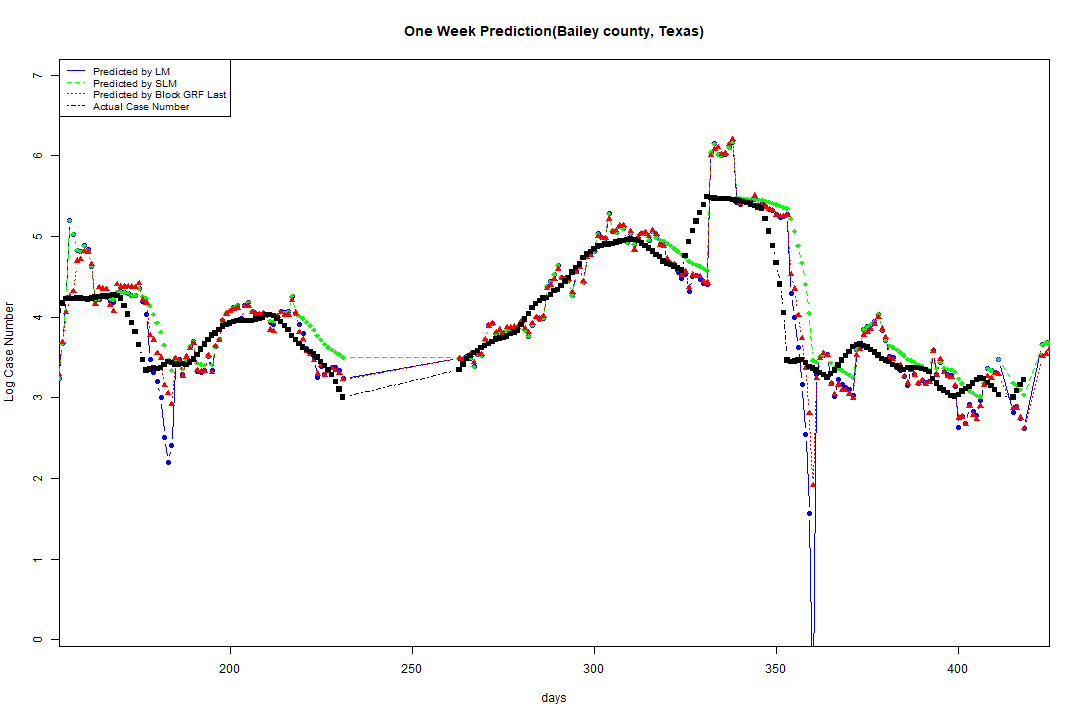 One Week Prediction(Bailey county, Texas)
Predicted by LM
Predicted by SLM
Predicted by Block GRF Last
Actual Case Number
7
6
5
4
3
2
1
0
Log Case Number
200 250 300 350 400
days